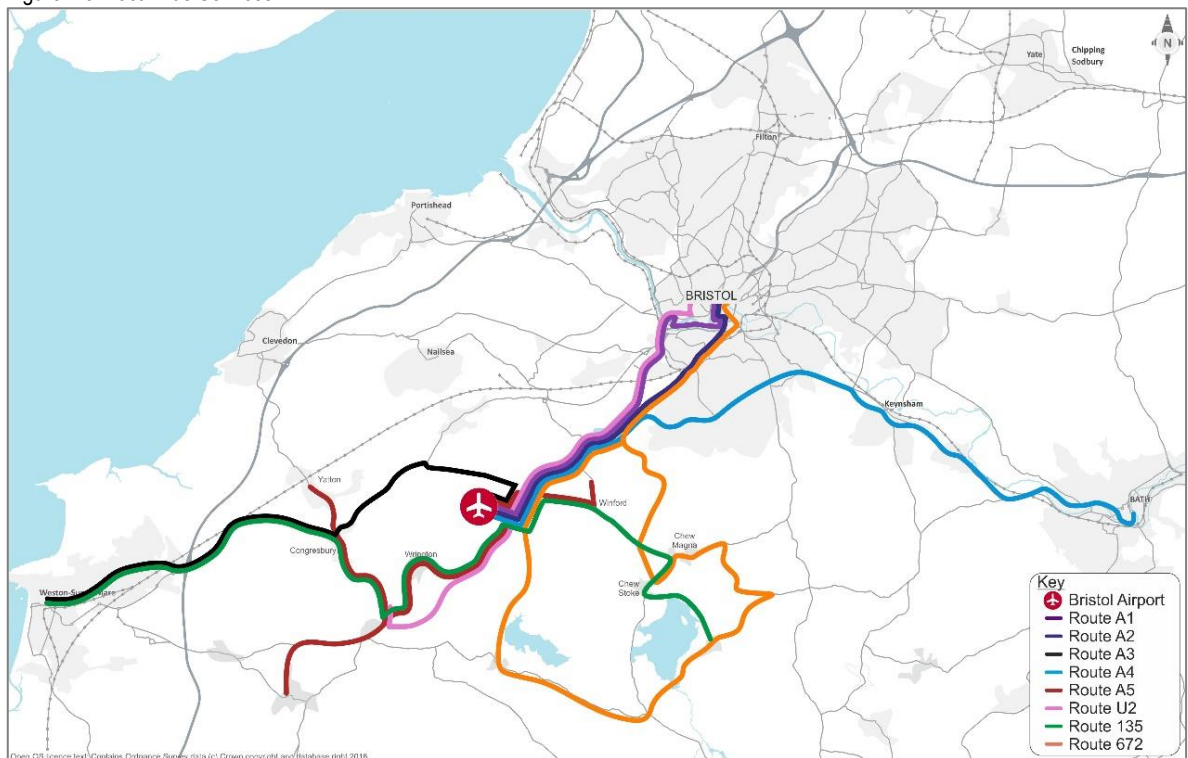 N
Yate
Chipping
Sodbury
Filton
Portishead
BRISTOL
Clevedon
Nailsea
Keynsham
Yatton
BATH
Winford
Congresbury
Wrington
Chew
Magna
Chew
Stoke
Key
Bristol Airport
Route A1
Route A2
Route A3
Route A4
Route A5
Route U2
Route 135
Route 672